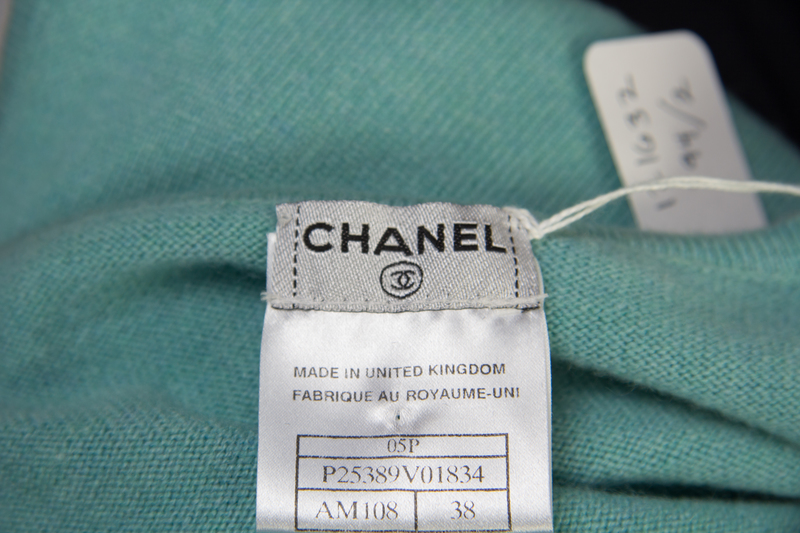 CHANEL
MADE IN UNITED KINGDOM
FABRIQUE AU ROYAUME-UNI
05P
P25389V01834
AM108 38